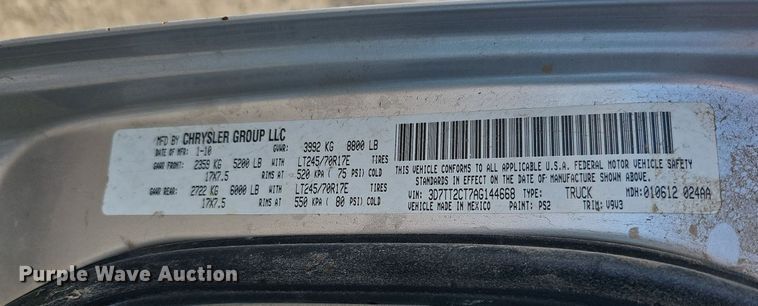 MFD BY CHRYSLER GROUP LLC
DATE OF MFR: 1-10 GVWR: 3992 KG 8800 LB
GAWR FRONT: 2359 KG 5200 LB WITH LT245/70R17E TIRES
17X7.5 RIMS AT 520 KPA ( 75 PSI) COLD
GAWR REAR: 2722 KG 6000 LB WITH LT245/70R17E TIRES
17X7.5 RIMS AT 550 KPA ( 80 PSI) COLD
THIS VEHICLE CONFORMS TO ALL APPLICABLE U.S.A. FEDERAL MOTOR VEHICLE SAFETY
STANDARDS IN EFFECT ON THE DATE OF MANUFACTURE SHOWN ABOVE.
VIN: 3D7TT2CT7AG144668 TYPE: TRUCK MDH: 010612 024AA
VEHICLE MADE IN MEXICO PAINT: PS2 TRIM: V9V3
Purple Wave Auction
Purple Wave Auction